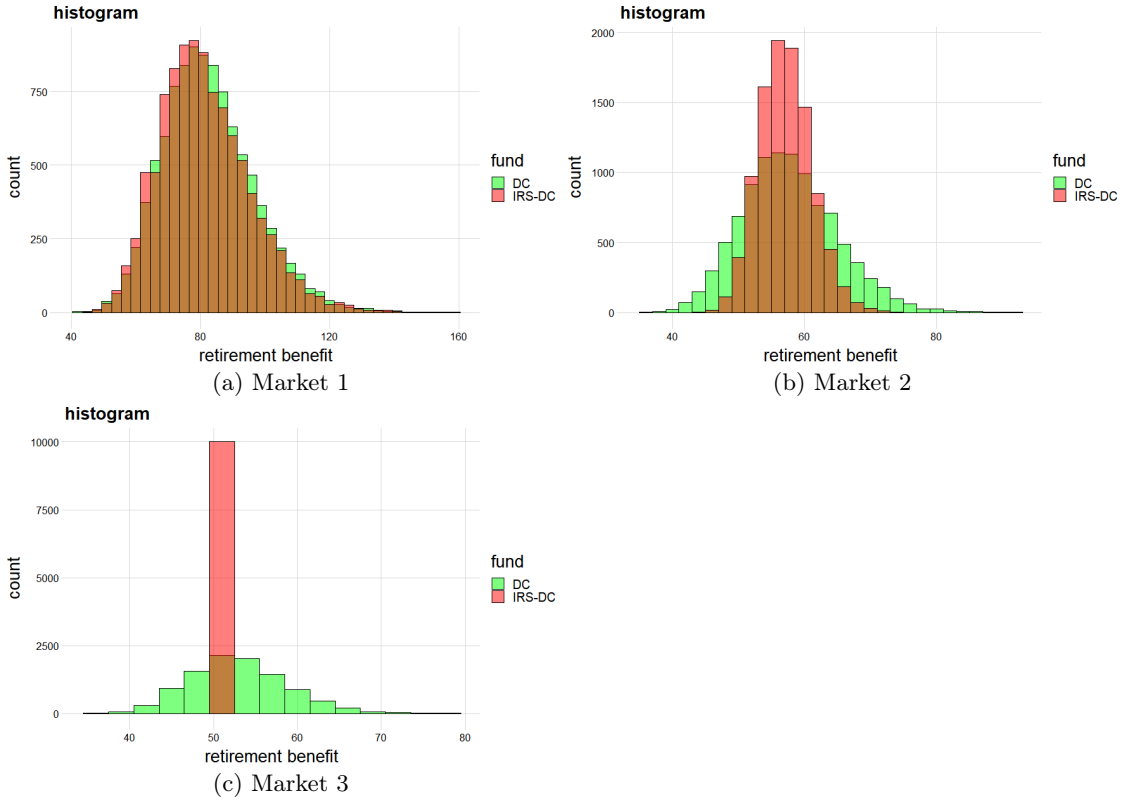 histogram
count
750
500
250
0
40
80
120
160
retirement benefit
fund
DC
IRS-DC
(a) Market 1
histogram
count
2000
1500
1000
500
0
40
60
80
retirement benefit
fund
DC
IRS-DC
(b) Market 2
histogram
count
10000
7500
5000
2500
0
40
50
60
70
80
retirement benefit
fund
DC
IRS-DC
(c) Market 3